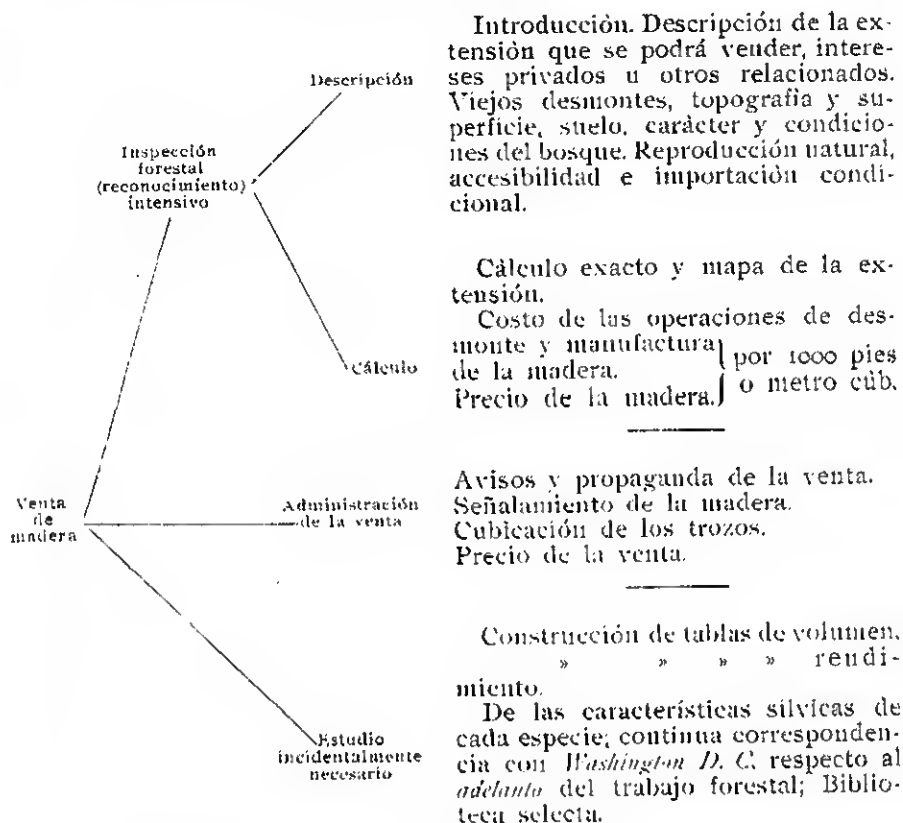 Introducción. Descripción de la ex-
tensión que se podrá vender, intere-
ses privados u otros relacionados.
Viejos desmontes, topografía y su-
perficie, suelo, carácter y condicio-
nes del bosque. Reproducción natural,
accesibilidad e importación condi-
cional.
Descripción
Inspección
forestal
(reconocimiento)
intensivo
Cálculo exacto y mapa de la ex-
tensión.
Costo de las operaciones de des-
monte y manufactura
de la madera.
Precio de la madera.
por 1000 pies
o metro cúb.
Cálculo
Venta
de
madera
Administración
de la venta
Avisos y propaganda de la venta.
Señalamiento de la madera.
Cubicación de los trozos.
Precio de la venta.
Estudio
incidentalmente
necesario
Construcción de tablas de volumen.
» » » » rendi-
miento.
De las características silvicas de
cada especie; continua corresponden-
cia con Washington D. C. respecto al
adelanto del trabajo forestal; Biblio-
teca selecta.